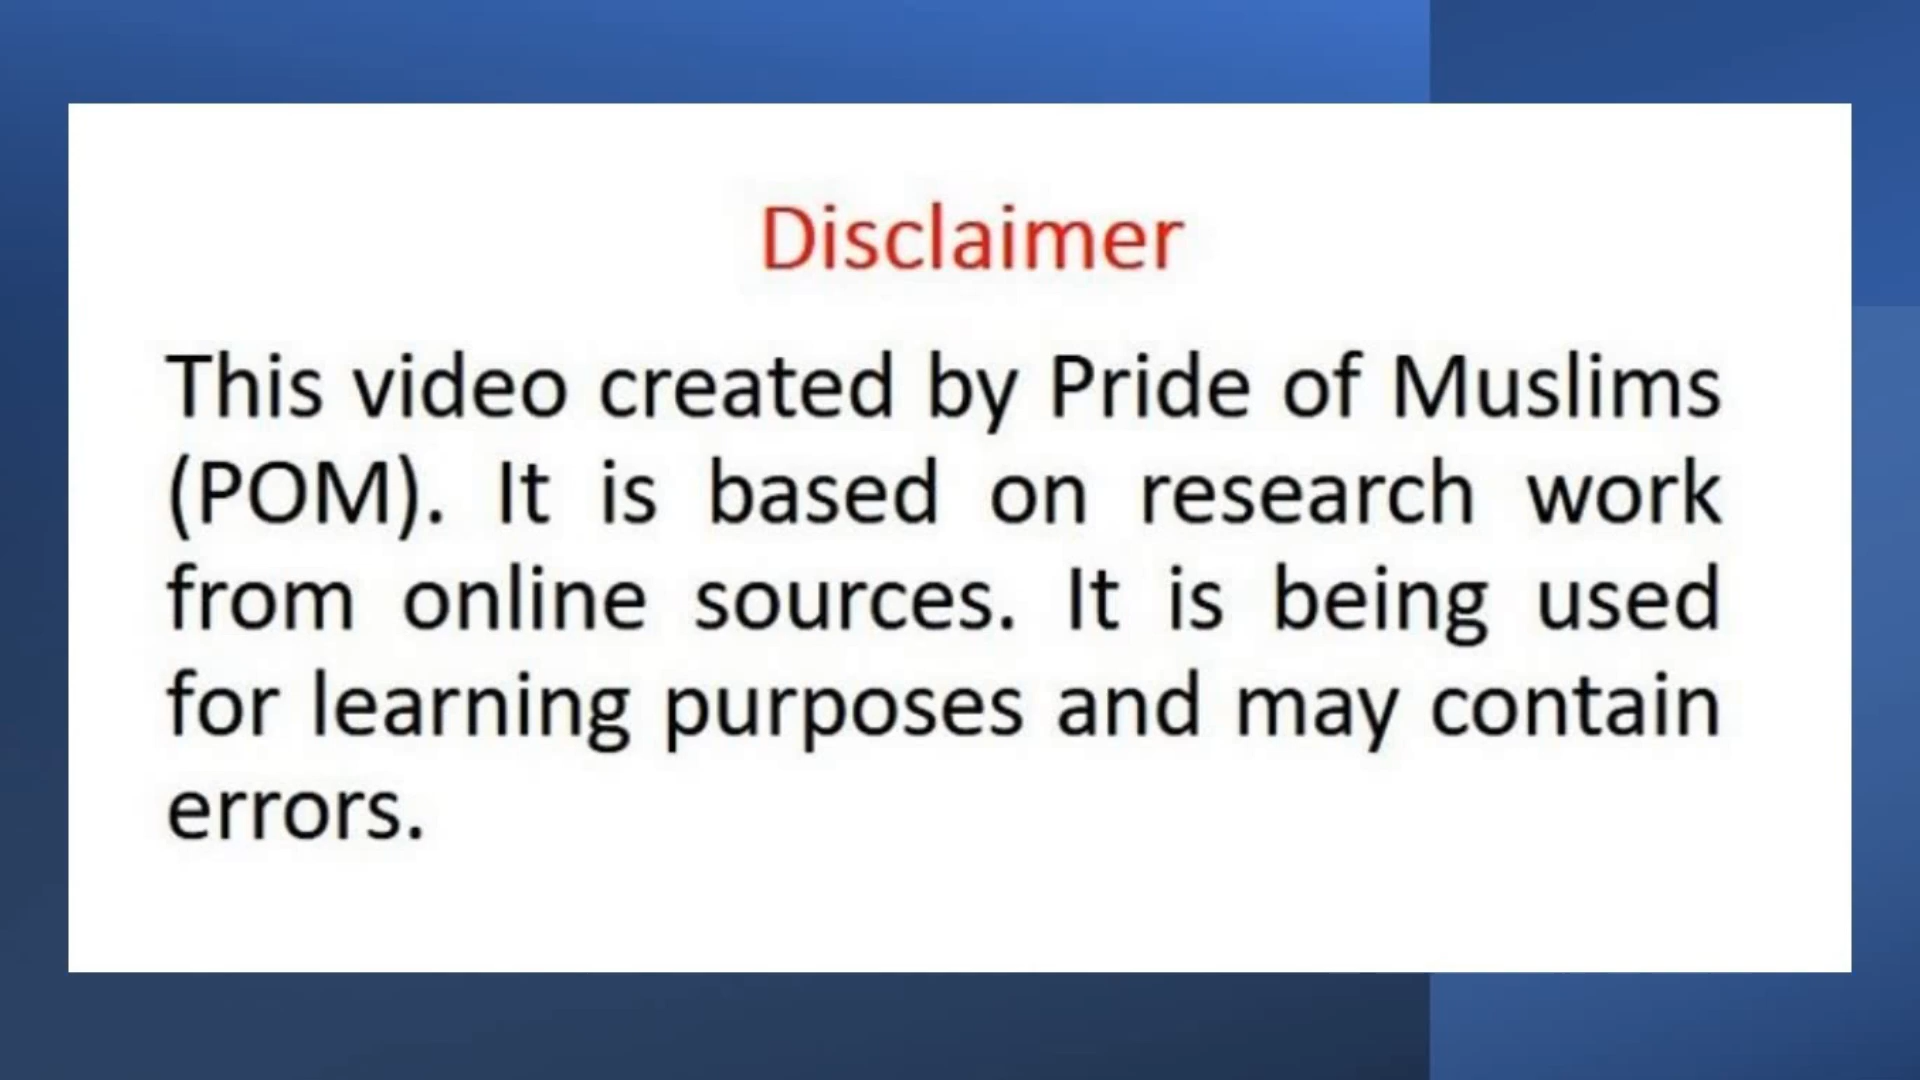 Disclaimer
This video created by Pride of Muslims
(POM). It is based on research work
from online sources. It is being used
for learning purposes and may contain
errors.